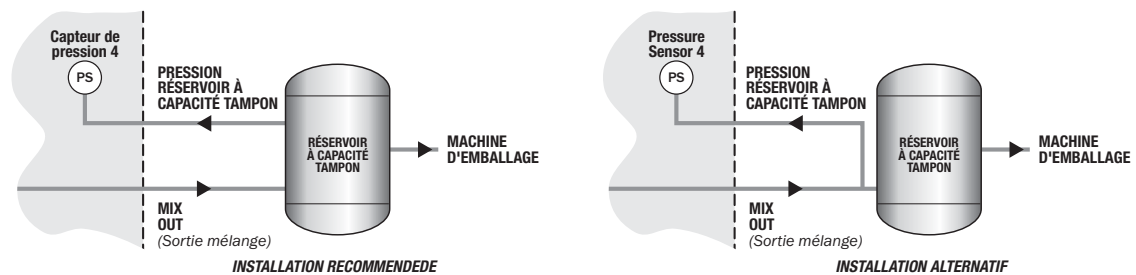 Capteur de
pression 4
PS
PRESSION
RÉSERVOIR À
CAPACITÉ TAMPON
RÉSERVOIR
À CAPACITÉ
TAMPON
MACHINE
D'EMBALLAGE
MIX
OUT
(Sortie mélange)
INSTALLATION RECOMMENDEDE
Pressure
Sensor 4
PS
PRESSION
RÉSERVOIR À
CAPACITÉ TAMPON
RÉSERVOIR
À CAPACITÉ
TAMPON
MACHINE
D'EMBALLAGE
MIX
OUT
(Sortie mélange)
INSTALLATION ALTERNATIF